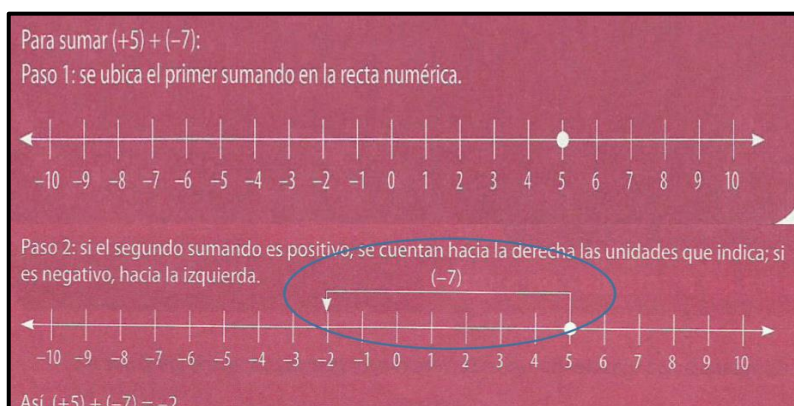 Para sumar (+5) + (–7):
Paso 1: se ubica el primer sumando en la recta numérica.
–10 –9 –8 –7 –6 –5 –4 –3 –2 –1 0 1 2 3 4 5 6 7 8 9 10
Paso 2: si el segundo sumando es positivo, se cuentan hacia la derecha las unidades que indica; si
es negativo, hacia la izquierda.
(–7)
–10 –9 –8 –7 –6 –5 –4 –3 –2 –1 0 1 2 3 4 5 6 7 8 9 10
Así, (+5) + (–7) = –2